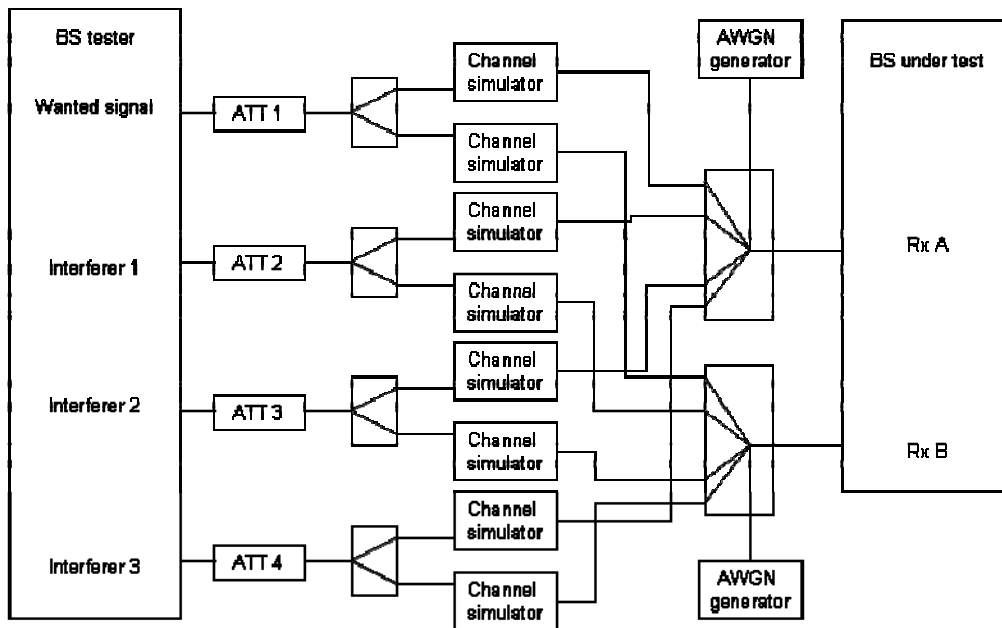 BS tester
Wanted signal
Interferer 1
Interferer 2
Interferer 3
ATT 1
ATT 2
ATT 3
ATT 4
Channel
simulator
Channel
simulator
Channel
simulator
Channel
simulator
Channel
simulator
Channel
simulator
Channel
simulator
Channel
simulator
AWGN
generator
AWGN
generator
BS under test
Rx A
Rx B